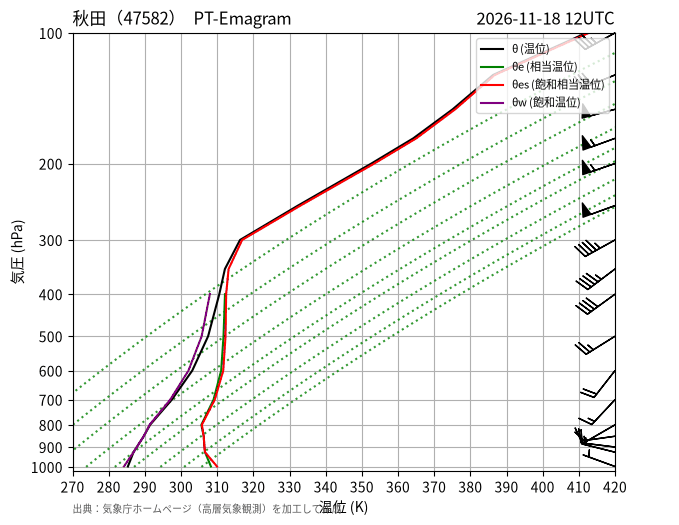 秋田（47582） PT-Emagram
2026-11-18 12UTC
θ (温位)
θe (相当温位)
θes (飽和相当温位)
θw (飽和温位)
気圧 (hPa)
100
200
300
400
500
600
700
800
900
1000
270 280 290 300 310 320 330 340 350 360 370 380 390 400 410 420
温位 (K)
出典：気象庁ホームページ（高層気象観測）を加工して